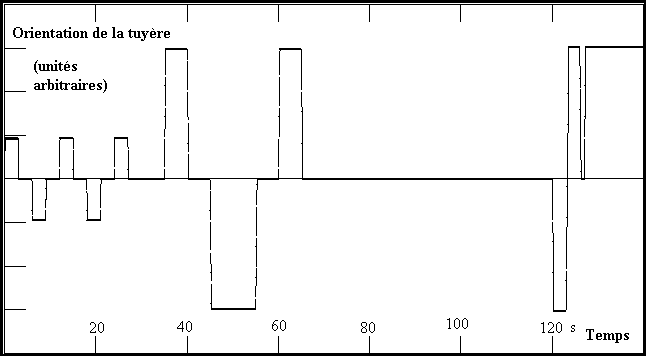 Orientation de la tuyère
(unités
arbitraires)
20 40 60 80 100 120 s
Temps